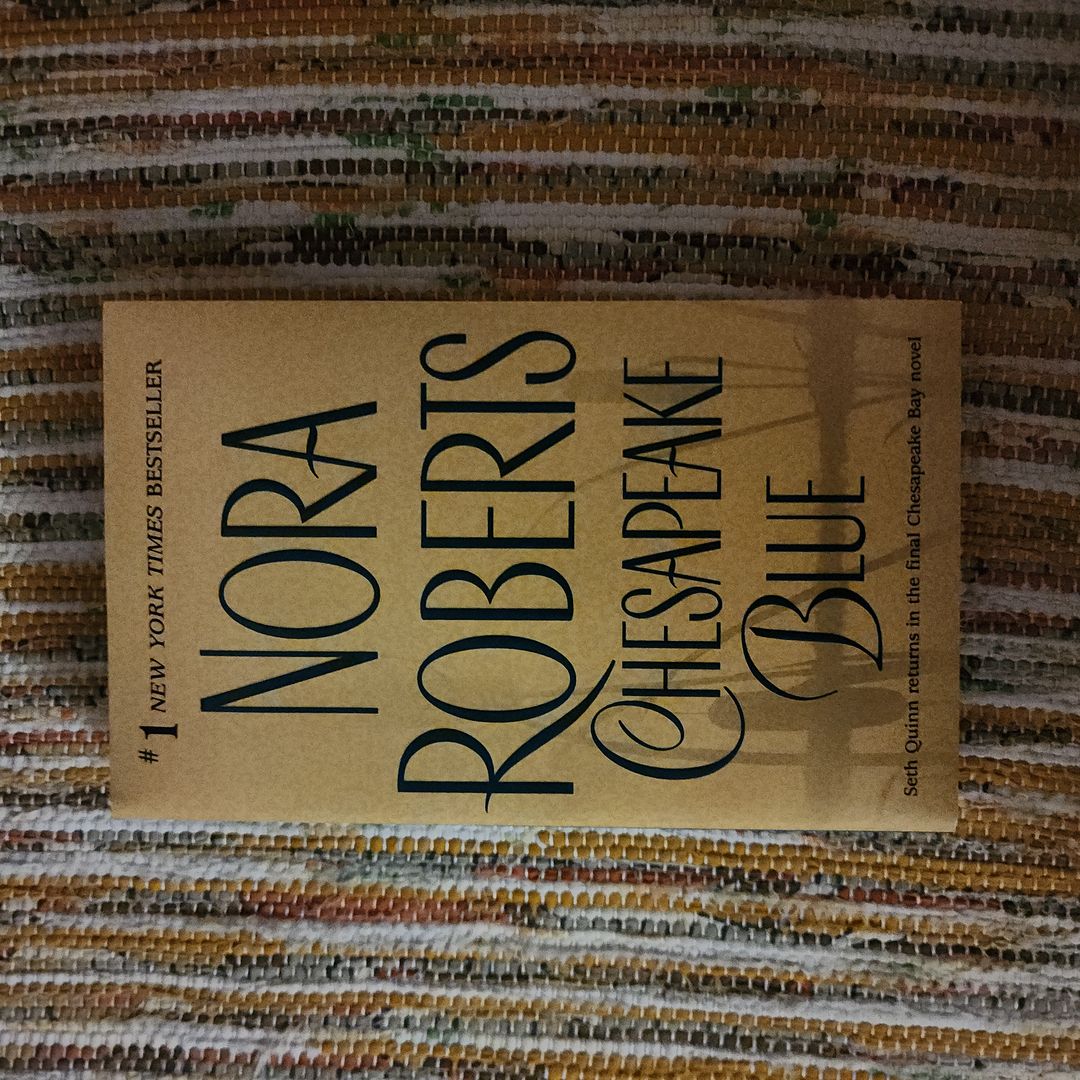 #1 NEW YORK TIMES BESTSELLER
NORA
ROBERTS
CHESAPEAKE
BLUE
Seth Quinn returns in the final Chesapeake Bay novel